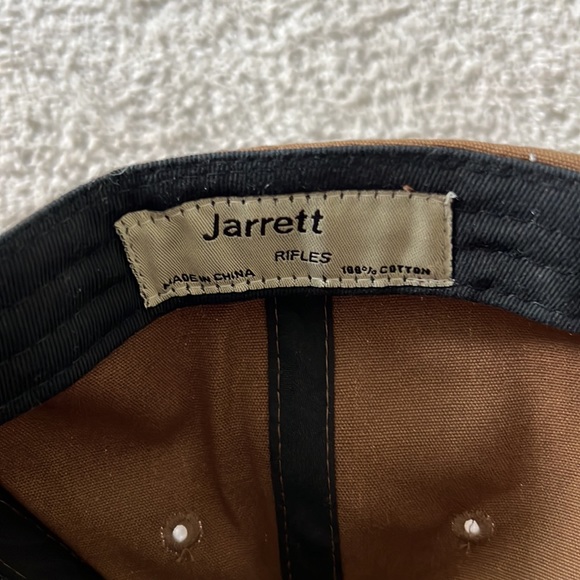 Jarrett
RIFLES
MADE IN CHINA 100% COTTON